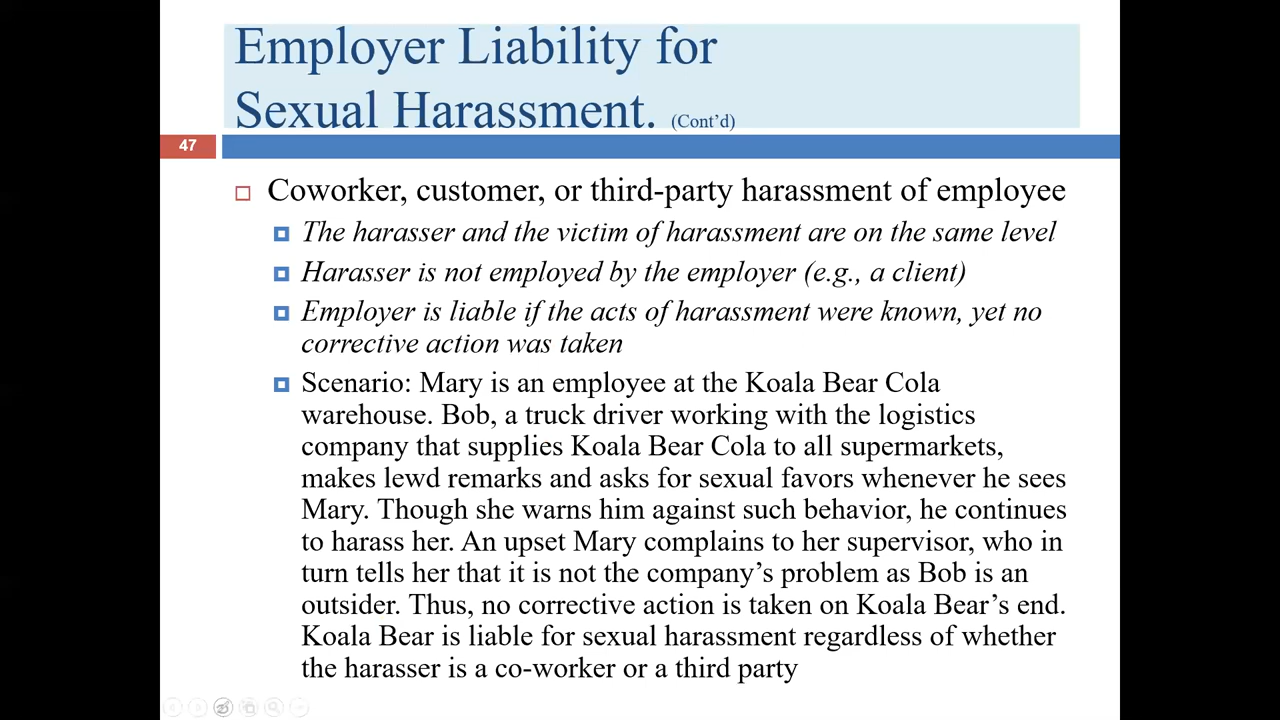 Employer Liability for
Sexual Harassment. (Cont’d)
47
Coworker, customer, or third-party harassment of employee
The harasser and the victim of harassment are on the same level
Harasser is not employed by the employer (e.g., a client)
Employer is liable if the acts of harassment were known, yet no
corrective action was taken
Scenario: Mary is an employee at the Koala Bear Cola
warehouse. Bob, a truck driver working with the logistics
company that supplies Koala Bear Cola to all supermarkets,
makes lewd remarks and asks for sexual favors whenever he sees
Mary. Though she warns him against such behavior, he continues
to harass her. An upset Mary complains to her supervisor, who in
turn tells her that it is not the company’s problem as Bob is an
outsider. Thus, no corrective action is taken on Koala Bear’s end.
Koala Bear is liable for sexual harassment regardless of whether
the harasser is a co-worker or a third party